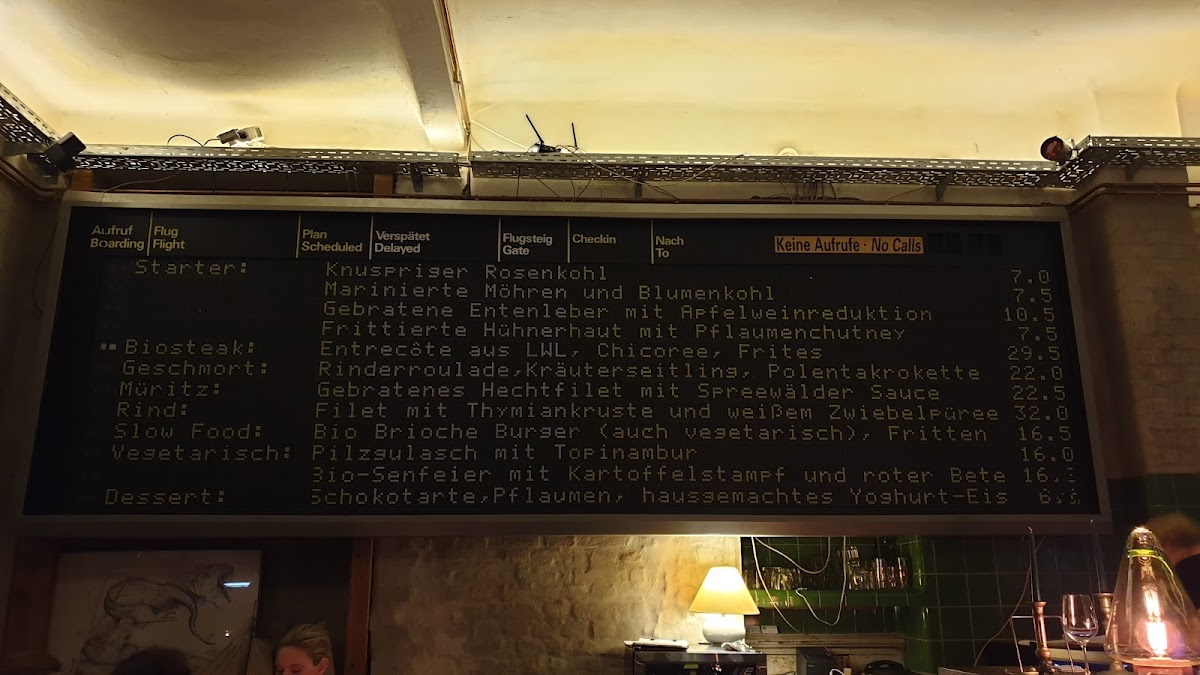 Aufruf Flug Plan Verspätet Flugsteig Checkin Nach Keine Aufrufe · No Calls
Boarding Flight Scheduled Delayed Gate To
Starter: Knuspriger Rosenkohl 7.0
Marinierte Möhren und Blumenkohl 7.5
Gebratene Entenleber mit Apfelweinreduktion 10.5
Frittierte Hühnerhaut mit Pflaumenchutney 7.5
Biosteak: Entrecôte aus LWL, Chicoree, Frites 29.5
Geschmort: Rinderroulade,Kräuterseitling, Polentakrokette 22.0
Müritz: Gebratenes Hechtfilet mit Spreewälder Sauce 22.5
Rind: Filet mit Thymiankruste und weißem Zwiebelpüree 32.0
Slow Food: Bio Brioche Burger (auch vegetarisch), Fritten 16.5
Vegetarisch: Pilzgulasch mit Topinambur 16.0
Bio-Senfeier mit Kartoffelstampf und roter Bete
Dessert: Schokotarte,Pflaumen, hausgemachtes Yoghurt-Eis